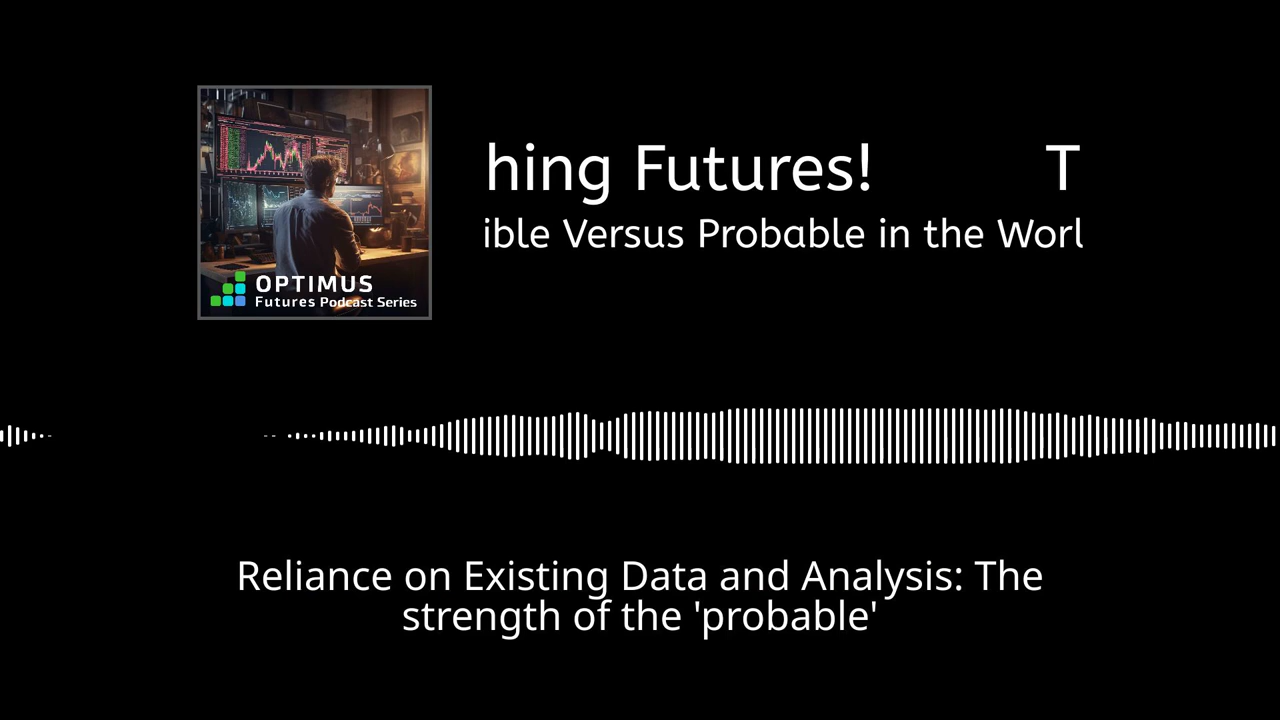 OPTIMUS
Futures Podcast Series
hing Futures! T
ible Versus Probable in the Worl
Reliance on Existing Data and Analysis: The
strength of the 'probable'